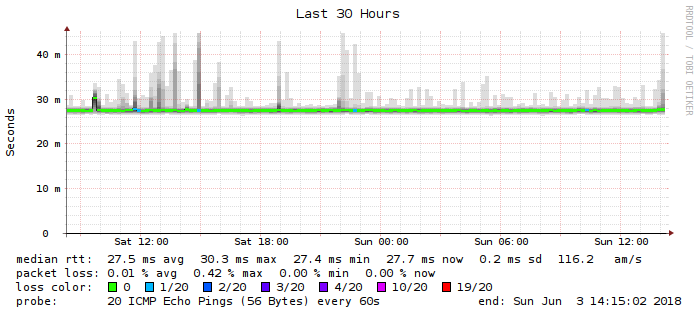 Last 30 Hours
RRDTOOL / TOBI OETIKER
Seconds
40 m
30 m
20 m
10 m
0
Sat 12:00 Sat 18:00 Sun 00:00 Sun 06:00 Sun 12:00
median rtt: 27.5 ms avg 30.3 ms max 27.4 ms min 27.7 ms now 0.2 ms sd 116.2 am/s
packet loss: 0.01 % avg 0.42 % max 0.00 % min 0.00 % now
loss color: 0 1/20 2/20 3/20 4/20 10/20 19/20
probe: 20 ICMP Echo Pings (56 Bytes) every 60s end: Sun Jun 3 14:15:02 2018